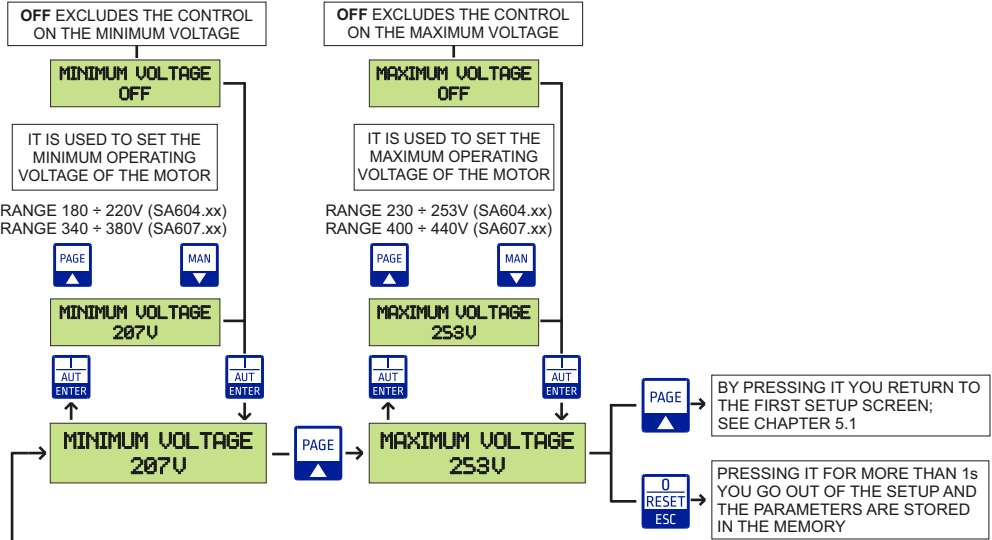 OFF EXCLUDES THE CONTROL
ON THE MINIMUM VOLTAGE
MINIMUM VOLTAGE
OFF
IT IS USED TO SET THE
MINIMUM OPERATING
VOLTAGE OF THE MOTOR
RANGE 180 ÷ 220V (SA604.xx)
RANGE 340 ÷ 380V (SA607.xx)
PAGE
MAN
MINIMUM VOLTAGE
207V
I
AUT
ENTER
I
AUT
ENTER
MINIMUM VOLTAGE
207V
PAGE
OFF EXCLUDES THE CONTROL
ON THE MAXIMUM VOLTAGE
MAXIMUM VOLTAGE
OFF
IT IS USED TO SET THE
MAXIMUM OPERATING
VOLTAGE OF THE MOTOR
RANGE 230 ÷ 253V (SA604.xx)
RANGE 400 ÷ 440V (SA607.xx)
PAGE
MAN
MAXIMUM VOLTAGE
253V
I
AUT
ENTER
I
AUT
ENTER
MAXIMUM VOLTAGE
253V
PAGE
BY PRESSING IT YOU RETURN TO
THE FIRST SETUP SCREEN;
SEE CHAPTER 5.1
0
RESET
ESC
PRESSING IT FOR MORE THAN 1s
YOU GO OUT OF THE SETUP AND
THE PARAMETERS ARE STORED
IN THE MEMORY